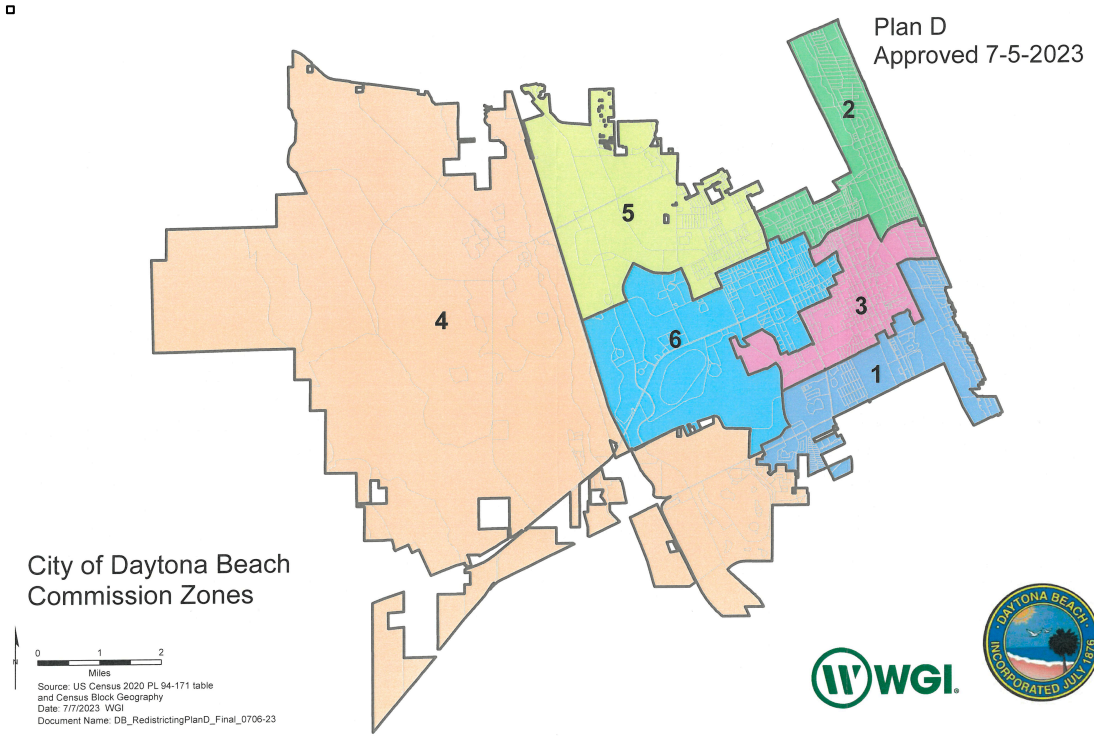 Plan D
Approved 7-5-2023
2
5
4
3
6
1
City of Daytona Beach
Commission Zones
N
0 1 2
Miles
Source: US Census 2020 PL 94-171 table
and Census Block Geography
Date: 7/7/2023 WGI
Document Name: DB_RedistrictingPlanD_Final_0706-23
W WGI.
· DAYTONA BEACH ·
INCORPORATED JULY 1876